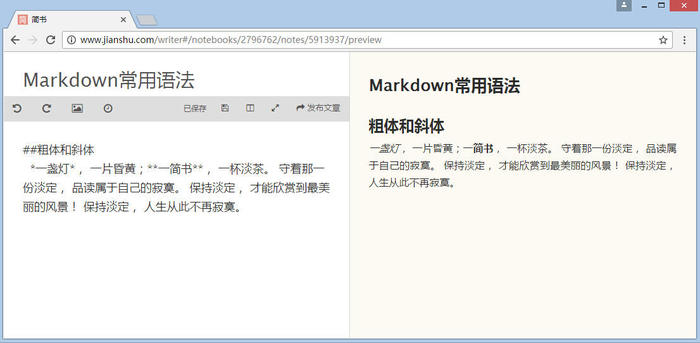 简书
www.jianshu.com/writer#/notebooks/2796762/notes/5913937/preview
Markdown常用语法
已保存
发布文章
##粗体和斜体
*一盏灯*，一片昏黄；**一简书**，一杯淡茶。 守着那一
份淡定， 品读属于自己的寂寞。 保持淡定， 才能欣赏到最美
丽的风景！ 保持淡定， 人生从此不再寂寞。
Markdown常用语法
粗体和斜体
一盏灯， 一片昏黄；一简书， 一杯淡茶。 守着那一份淡定， 品读属
于自己的寂寞。 保持淡定， 才能欣赏到最美丽的风景！ 保持淡定，
人生从此不再寂寞。